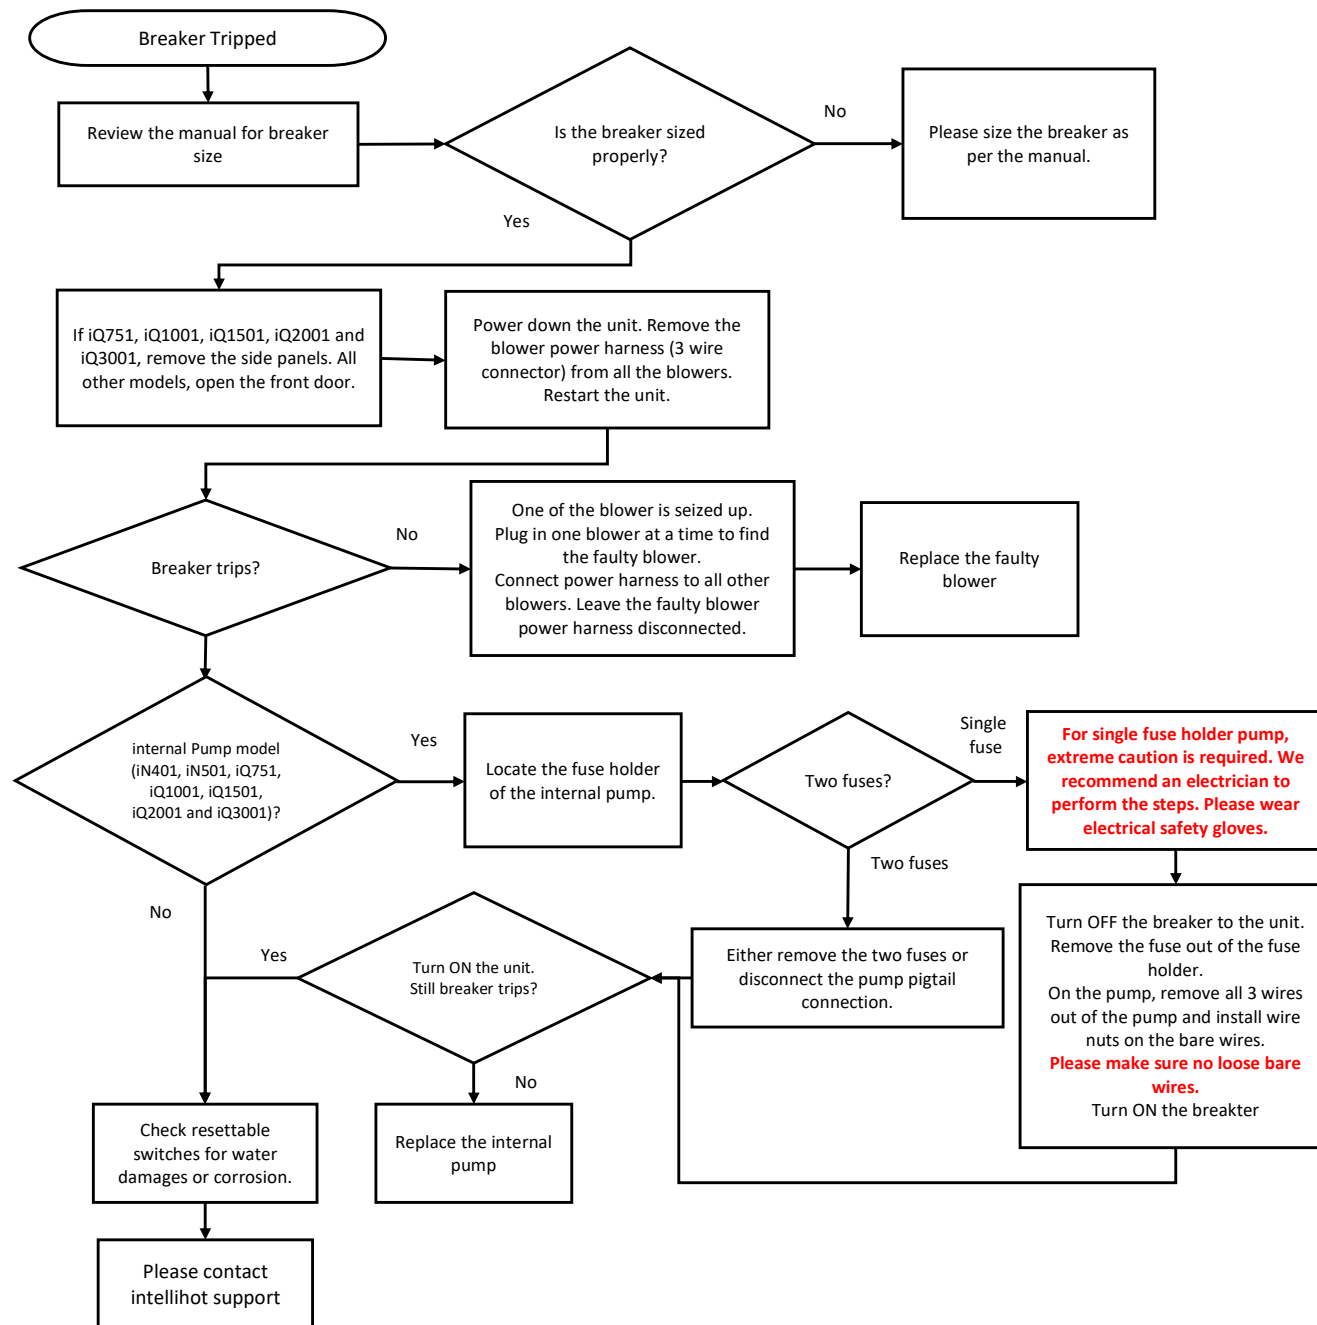 Breaker Tripped
Review the manual for breaker
size
Is the breaker sized
properly?
No
Please size the breaker as
per the manual.
Yes
If iQ751, iQ1001, iQ1501, iQ2001 and
iQ3001, remove the side panels. All
other models, open the front door.
Power down the unit. Remove the
blower power harness (3 wire
connector) from all the blowers.
Restart the unit.
Breaker trips?
No
One of the blower is seized up.
Plug in one blower at a time to find
the faulty blower.
Connect power harness to all other
blowers. Leave the faulty blower
power harness disconnected.
Replace the faulty
blower
internal Pump model
(iN401, iN501, iQ751,
iQ1001, iQ1501,
iQ2001 and iQ3001)?
Yes
Locate the fuse holder
of the internal pump.
Two fuses?
Single
fuse
For single fuse holder pump,
extreme caution is required. We
recommend an electrician to
perform the steps. Please wear
electrical safety gloves.
Two fuses
Turn OFF the breaker to the unit.
Remove the fuse out of the fuse
holder.
On the pump, remove all 3 wires
out of the pump and install wire
nuts on the bare wires.
Please make sure no loose bare
wires.
Turn ON the breakter
Either remove the two fuses or
disconnect the pump pigtail
connection.
Turn ON the unit.
Still breaker trips?
Yes
No
No
Replace the internal
pump
Check resettable
switches for water
damages or corrosion.
Please contact
intellihot support